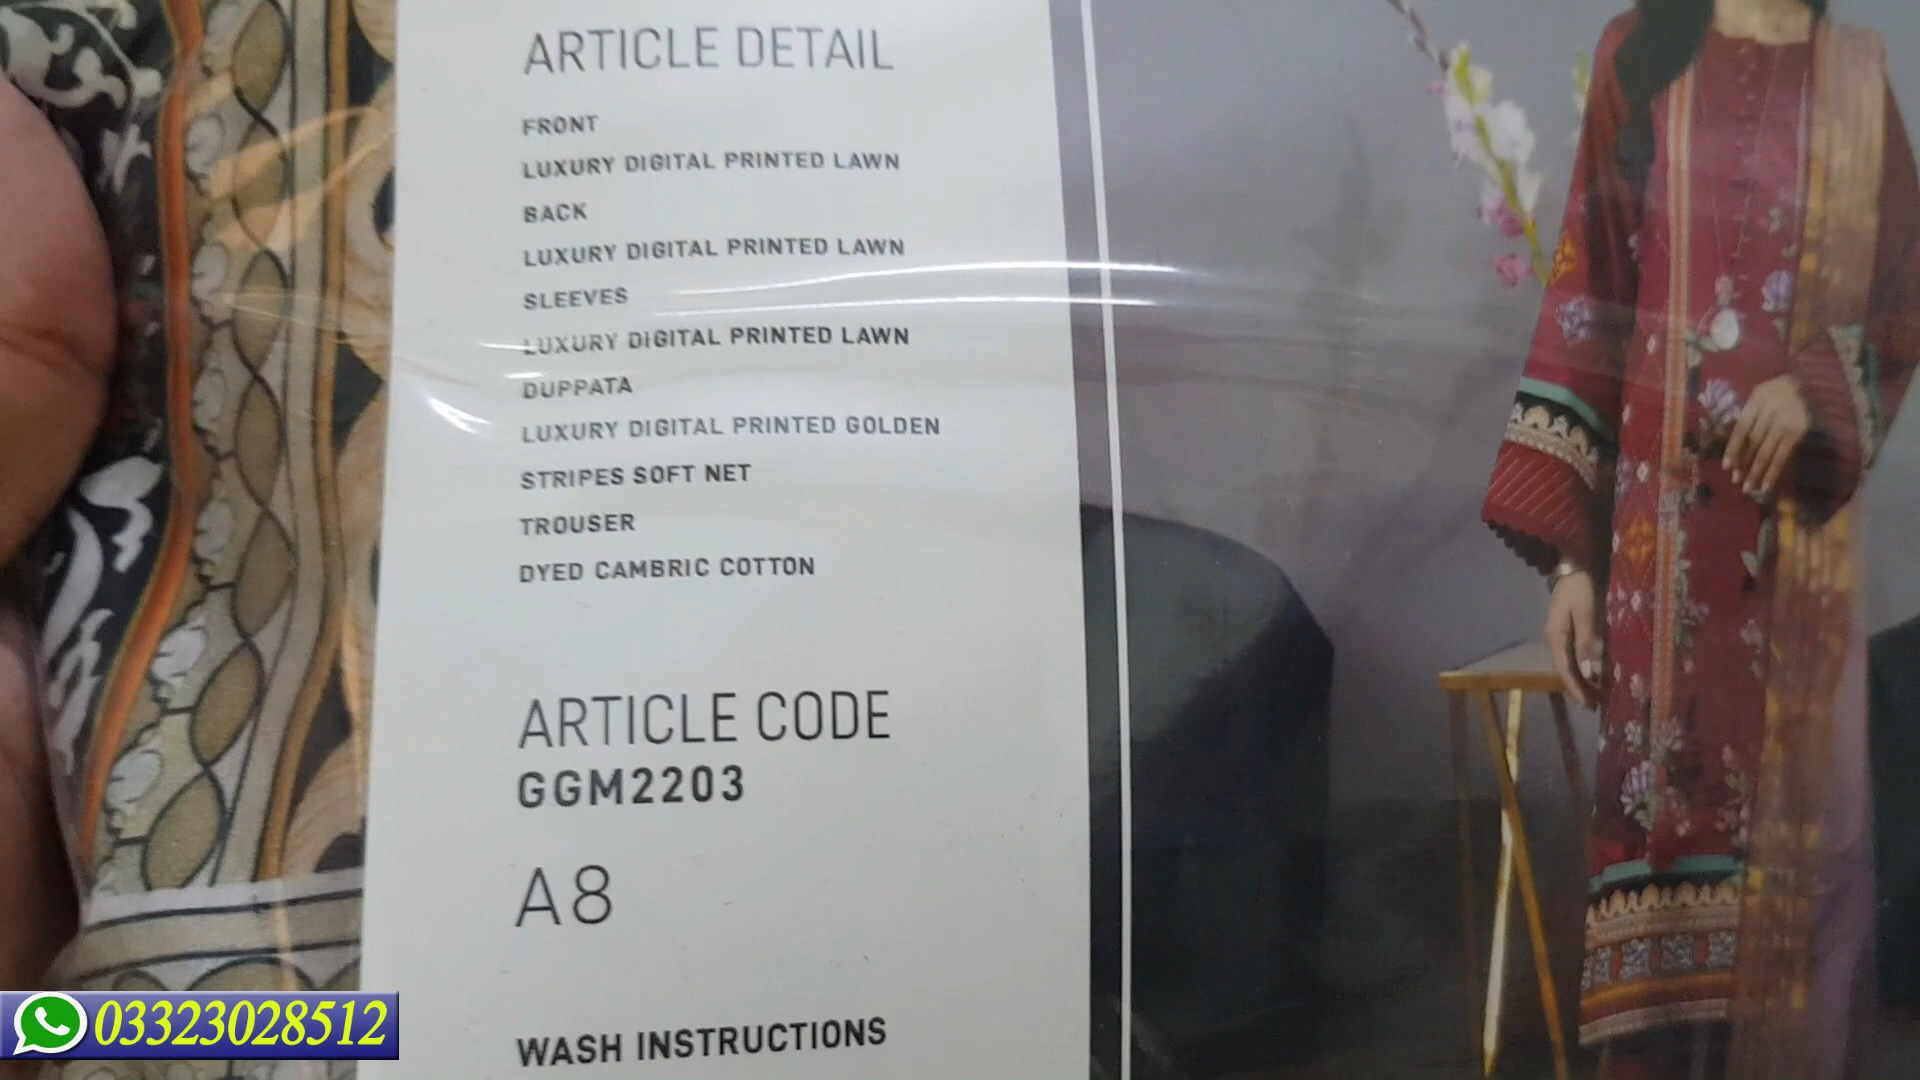 ARTICLE DETAIL
FRONT
LUXURY DIGITAL PRINTED LAWN
BACK
LUXURY DIGITAL PRINTED LAWN
SLEEVES
LUXURY DIGITAL PRINTED LAWN
DUPPATA
LUXURY DIGITAL PRINTED GOLDEN
STRIPES SOFT NET
TROUSER
DYED CAMBRIC COTTON
ARTICLE CODE
GGM2203
A8
WASH INSTRUCTIONS
03323028512